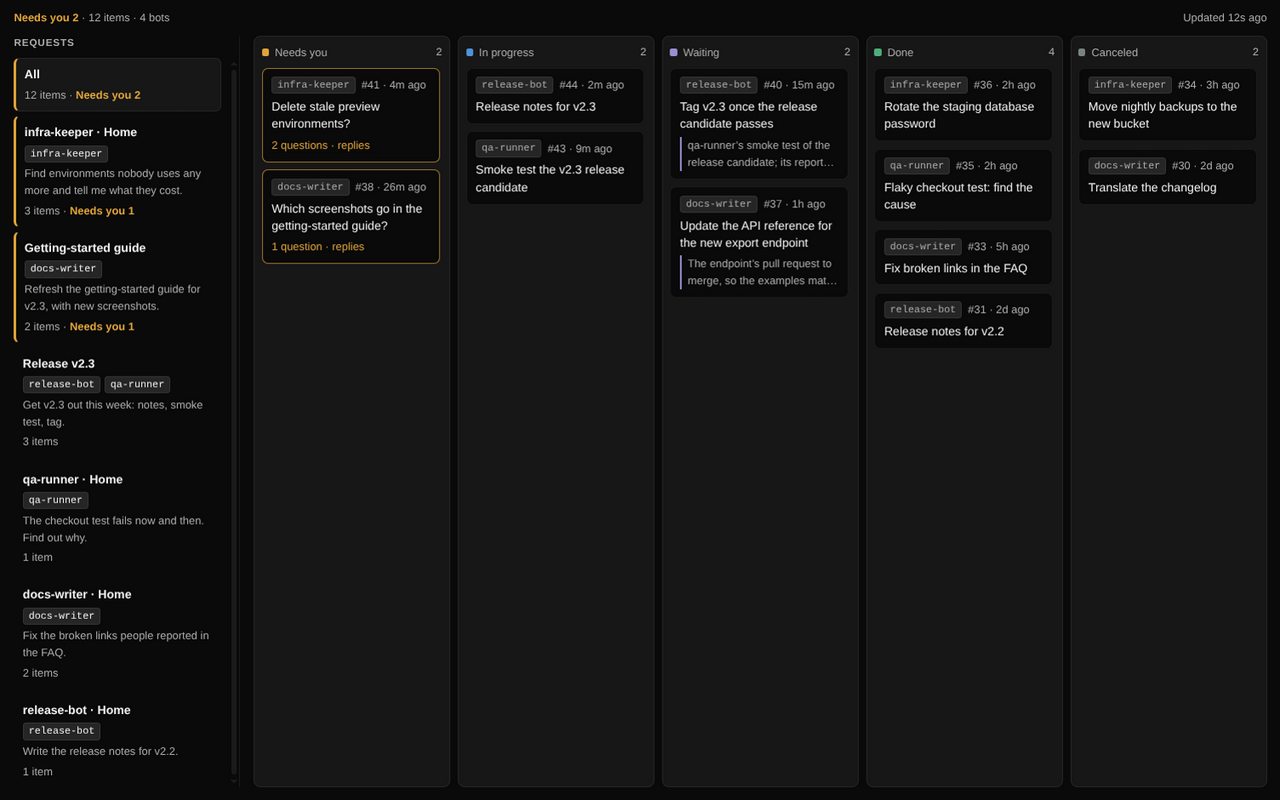 Needs you 2 · 12 items · 4 bots
Updated 12s ago
REQUESTS
All
12 items · Needs you 2
infra-keeper · Home
infra-keeper
Find environments nobody uses any
more and tell me what they cost.
3 items · Needs you 1
Getting-started guide
docs-writer
Refresh the getting-started guide for
v2.3, with new screenshots.
2 items · Needs you 1
Release v2.3
release-bot qa-runner
Get v2.3 out this week: notes, smoke
test, tag.
3 items
qa-runner · Home
qa-runner
The checkout test fails now and then.
Find out why.
1 item
docs-writer · Home
docs-writer
Fix the broken links people reported in
the FAQ.
2 items
release-bot · Home
release-bot
Write the release notes for v2.2.
1 item
Needs you 2
infra-keeper #41 · 4m ago
Delete stale preview
environments?
2 questions · replies
docs-writer #38 · 26m ago
Which screenshots go in the
getting-started guide?
1 question · replies
In progress 2
release-bot #44 · 2m ago
Release notes for v2.3
qa-runner #43 · 9m ago
Smoke test the v2.3 release
candidate
Waiting 2
release-bot #40 · 15m ago
Tag v2.3 once the release
candidate passes
qa-runner’s smoke test of the
release candidate; its report…
docs-writer #37 · 1h ago
Update the API reference for
the new export endpoint
The endpoint’s pull request to
merge, so the examples mat…
Done 4
infra-keeper #36 · 2h ago
Rotate the staging database
password
qa-runner #35 · 2h ago
Flaky checkout test: find the
cause
docs-writer #33 · 5h ago
Fix broken links in the FAQ
release-bot #31 · 2d ago
Release notes for v2.2
Canceled 2
infra-keeper #34 · 3h ago
Move nightly backups to the
new bucket
docs-writer #30 · 2d ago
Translate the changelog